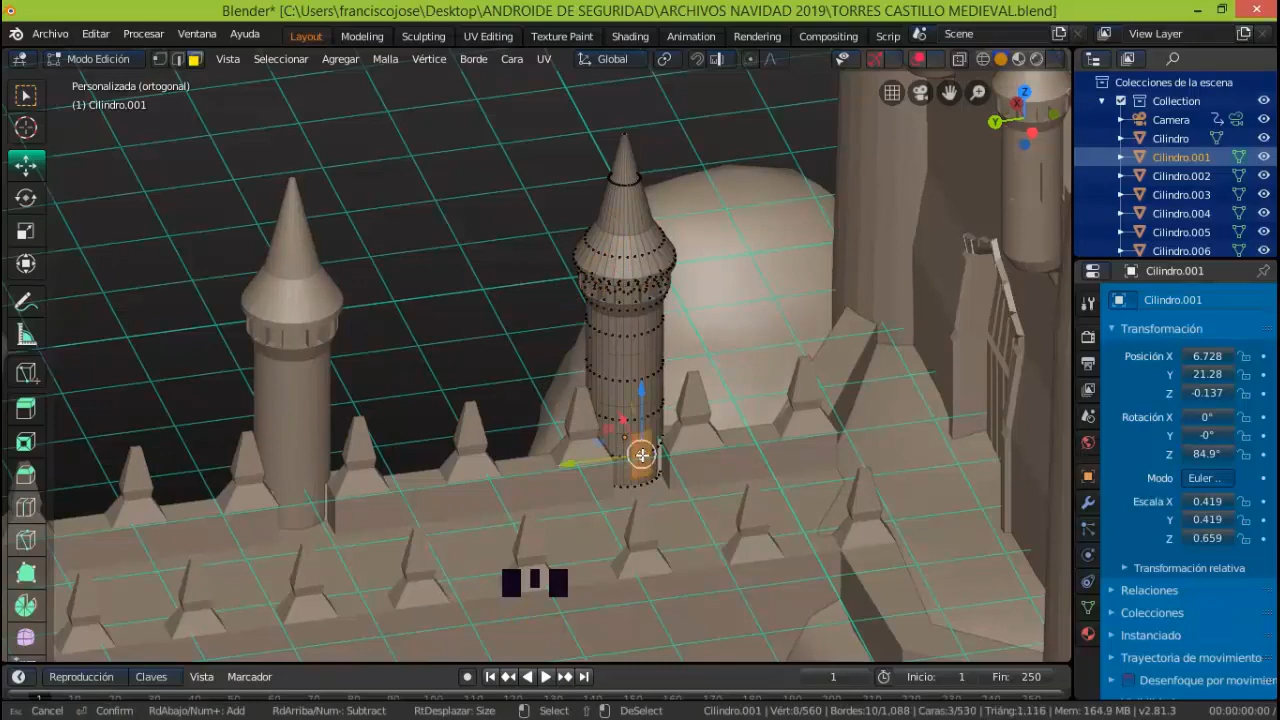 Blender* [C:\Users\franciscojose\Desktop\ANDROIDE DE SEGURIDAD\ARCHIVOS NAVIDAD 2019\TORRES CASTILLO MEDIEVAL.blend]
Archivo Editar Procesar Ventana Ayuda Layout Modeling Sculpting UV Editing Texture Paint Shading Animation Rendering Compositing Scrip Scene View Layer
Modo Edición Vista Seleccionar Agregar Malla Vértice Borde Cara UV Global
Personalizada (ortogonal)
(1) Cilindro.001
X
Y
Z
Colecciones de la escena
Collection
Camera
Cilindro
Cilindro.001
Cilindro.002
Cilindro.003
Cilindro.004
Cilindro.005
Cilindro.006
Cilindro.001
Cilindro.001
Transformación
Posición X 6.728
Y 21.28
Z -0.137
Rotación X 0°
Y -0°
Z 84.9°
Modo Euler ..
Escala X 0.419
Y 0.419
Z 0.659
Transformación relativa
Relaciones
Colecciones
Instanciado
Trayectoria de movimiento
Desenfoque por movimien
Reproducción Claves Vista Marcador 1 Inicio: 1 Fin: 250
Cancel Confirm RdAbajo/Num+: Add RdArriba/Num-: Subtract RtDesplazar: Size Select DeSelect Cilindro.001 | Vért:8/560 | Bordes:10/1,088 | Caras:3/530 | Triáng:1,116 | Mem: 164.9 MB | v2.81.3 00:00:00:00